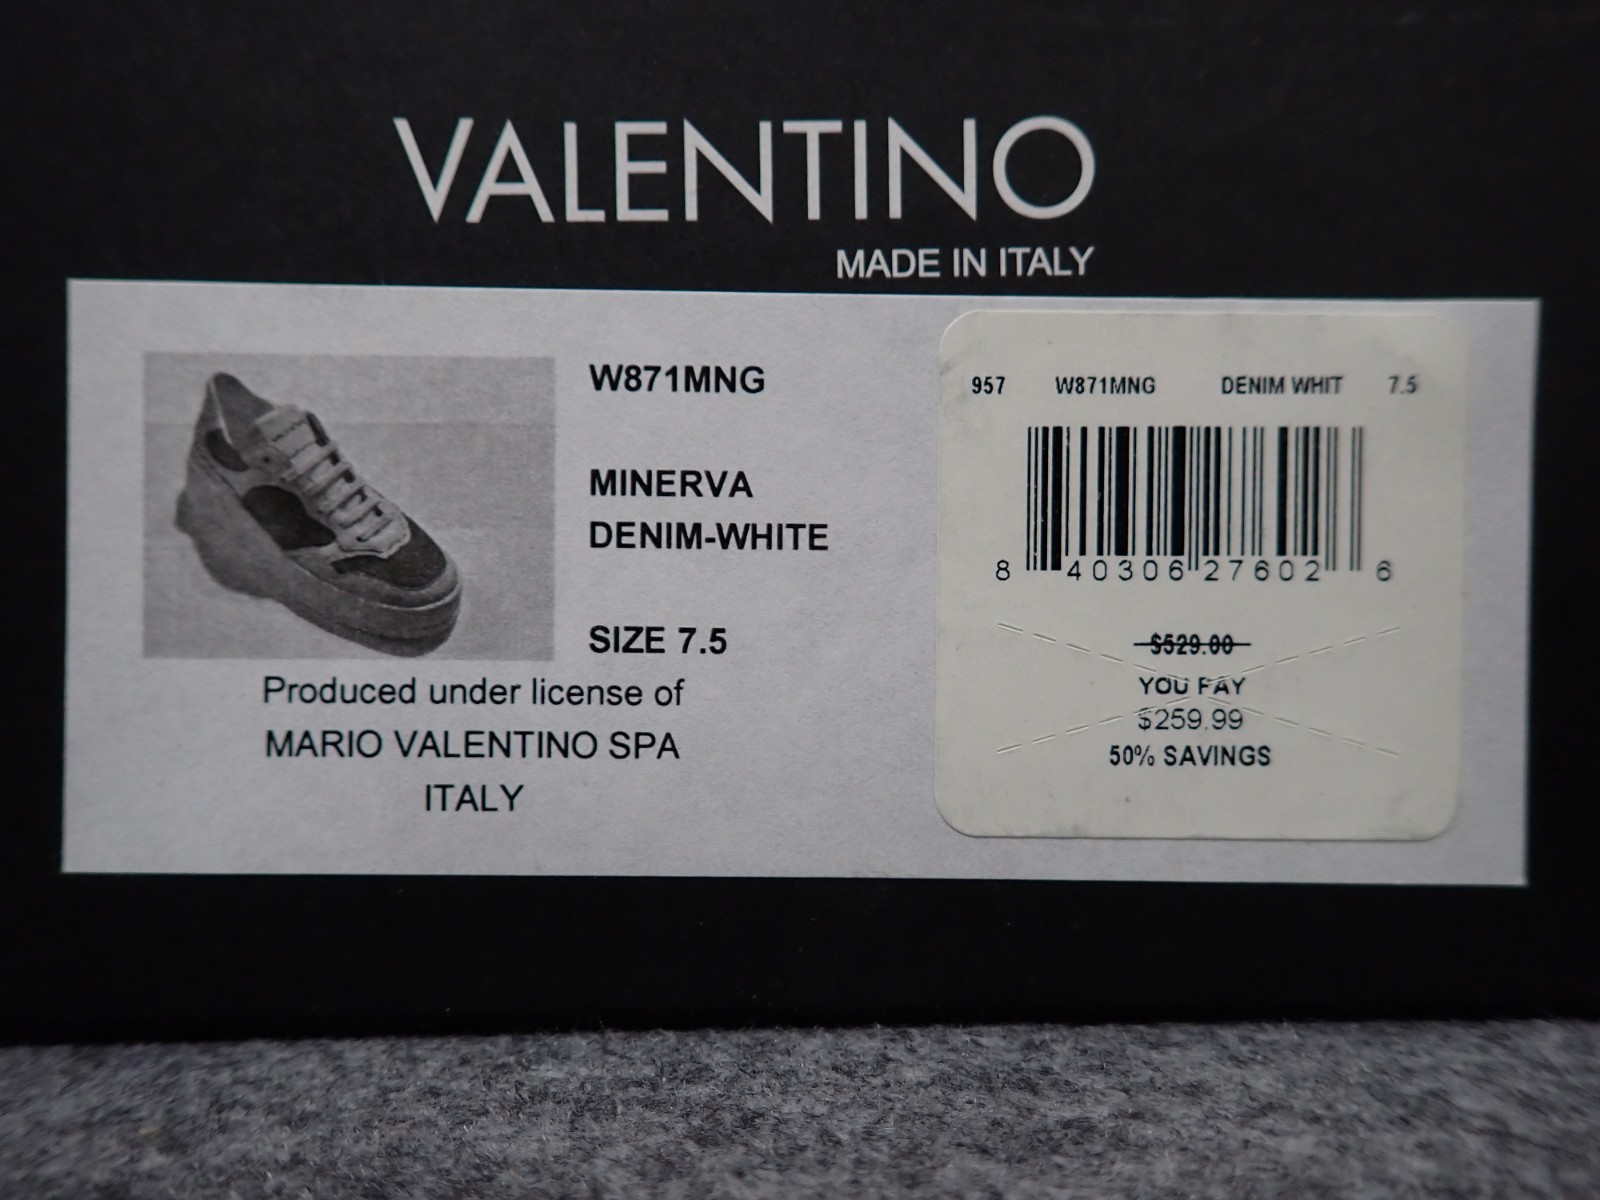 VALENTINO
MADE IN ITALY
W871MNG
MINERVA
DENIM-WHITE
SIZE 7.5
Produced under license of
MARIO VALENTINO SPA
ITALY
957 W871MNG DENIM WHIT 7.5
8 40306 27602 6
$529.00
YOU PAY
$259.99
50% SAVINGS